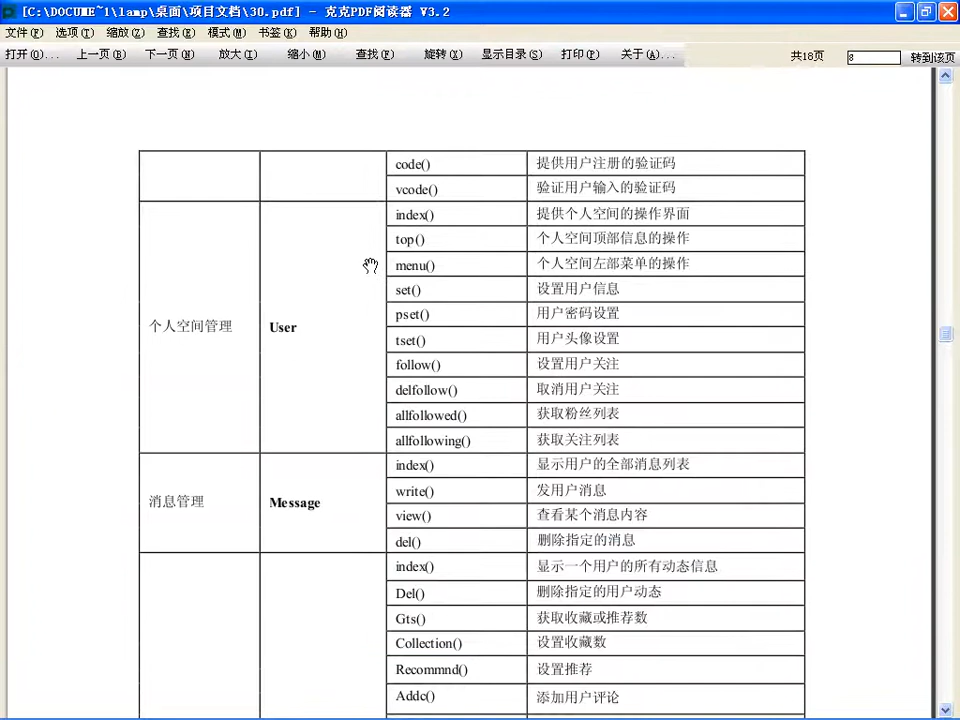 [C:\DOCUME~1\lamp\桌面\项目文档\30.pdf] - 克克PDF阅读器 V3.2
文件(F) 选项(T) 缩放(Z) 查找(E) 模式(M) 书签(K) 帮助(H)
打开(O)... 上一页(B) 下一页(N) 放大(I) 缩小(M) 查找(F) 旋转(X) 显示目录(S) 打印(P) 关于(A)... 共18页 8 转到该页
code() 提供用户注册的验证码
vcode() 验证用户输入的验证码
个人空间管理 User
index() 提供个人空间的操作界面
top() 个人空间顶部信息的操作
menu() 个人空间左部菜单的操作
set() 设置用户信息
pset() 用户密码设置
tset() 用户头像设置
follow() 设置用户关注
delfollow() 取消用户关注
allfollowed() 获取粉丝列表
allfollowing() 获取关注列表
消息管理 Message
index() 显示用户的全部消息列表
write() 发用户消息
view() 查看某个消息内容
del() 删除指定的消息
index() 显示一个用户的所有动态信息
Del() 删除指定的用户动态
Gts() 获取收藏或推荐数
Collection() 设置收藏数
Recommnd() 设置推荐
Addc() 添加用户评论